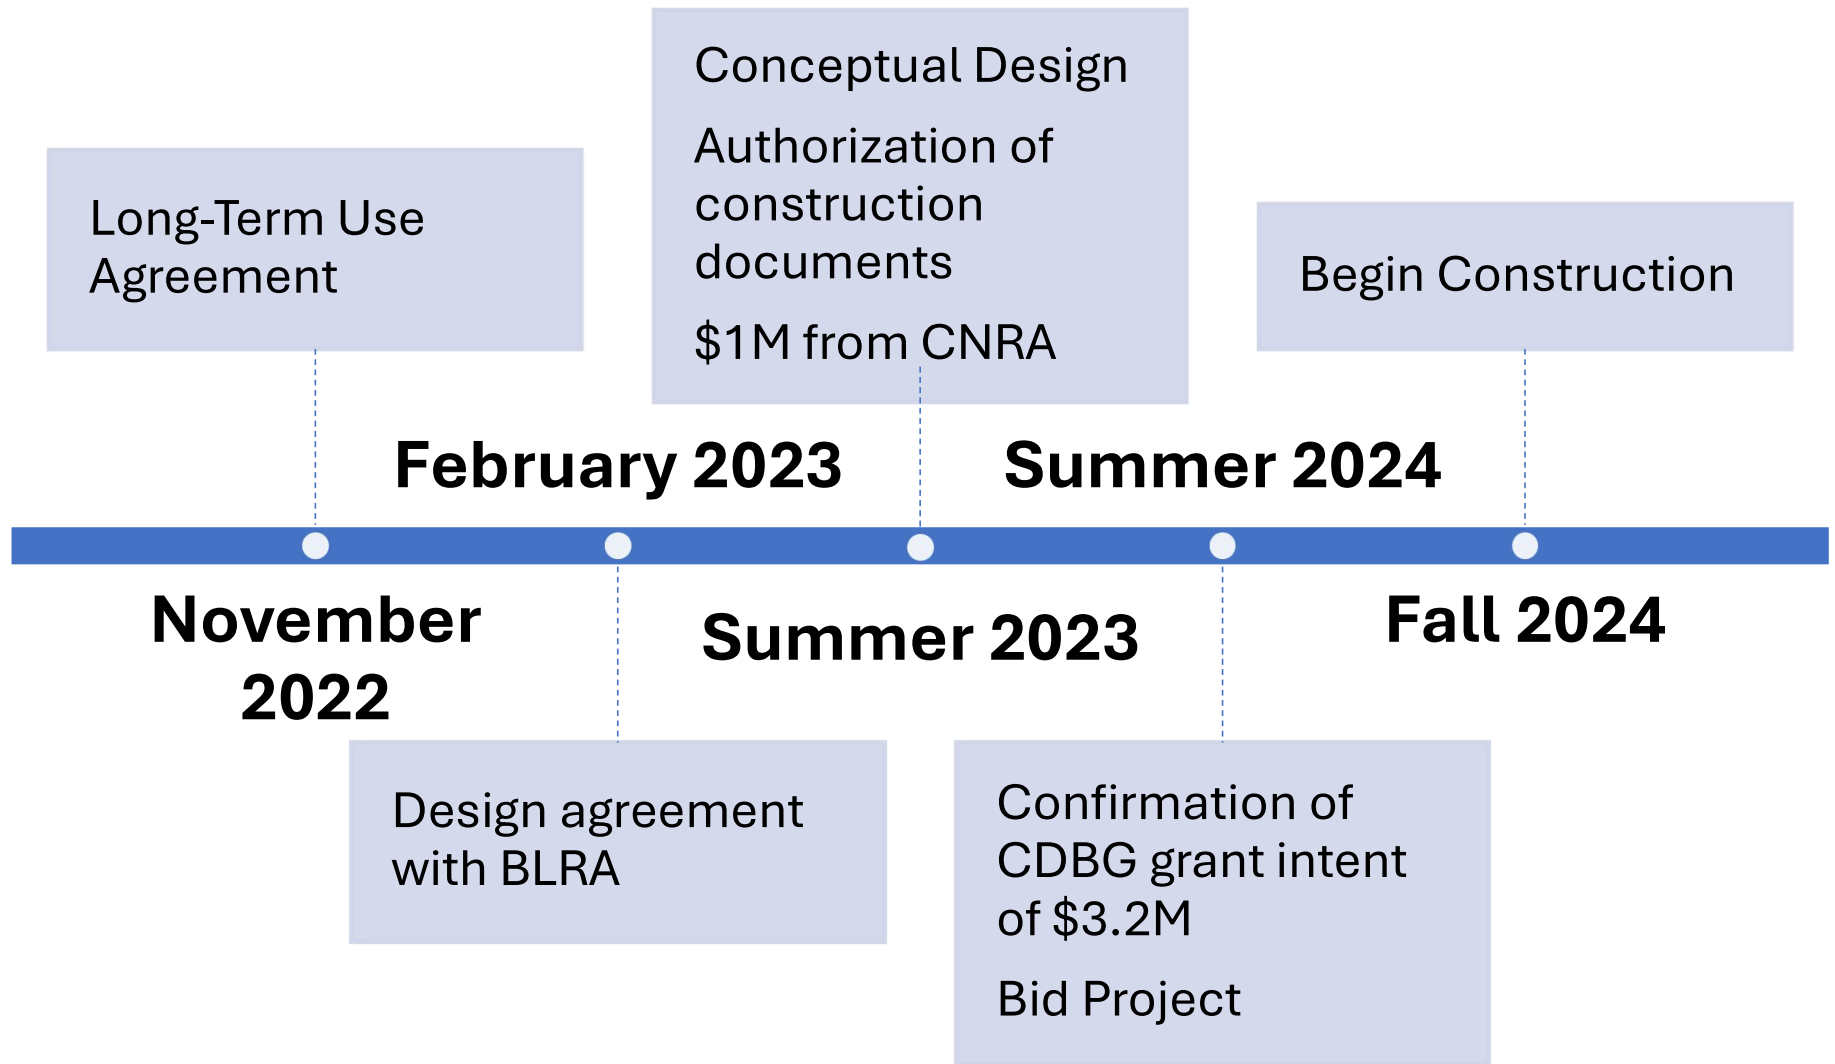 Long-Term Use
Agreement
November
2022
February 2023
Design agreement
with BLRA
Conceptual Design
Authorization of
construction
documents
$1M from CNRA
Summer 2023
Summer 2024
Confirmation of
CDBG grant intent
of $3.2M
Bid Project
Begin Construction
Fall 2024